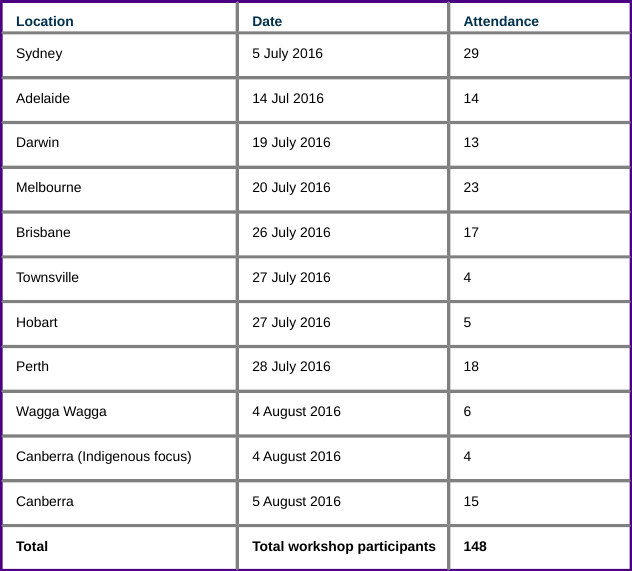 Location Date Attendance
Sydney 5 July 2016 29
Adelaide 14 Jul 2016 14
Darwin 19 July 2016 13
Melbourne 20 July 2016 23
Brisbane 26 July 2016 17
Townsville 27 July 2016 4
Hobart 27 July 2016 5
Perth 28 July 2016 18
Wagga Wagga 4 August 2016 6
Canberra (Indigenous focus) 4 August 2016 4
Canberra 5 August 2016 15
Total Total workshop participants 148